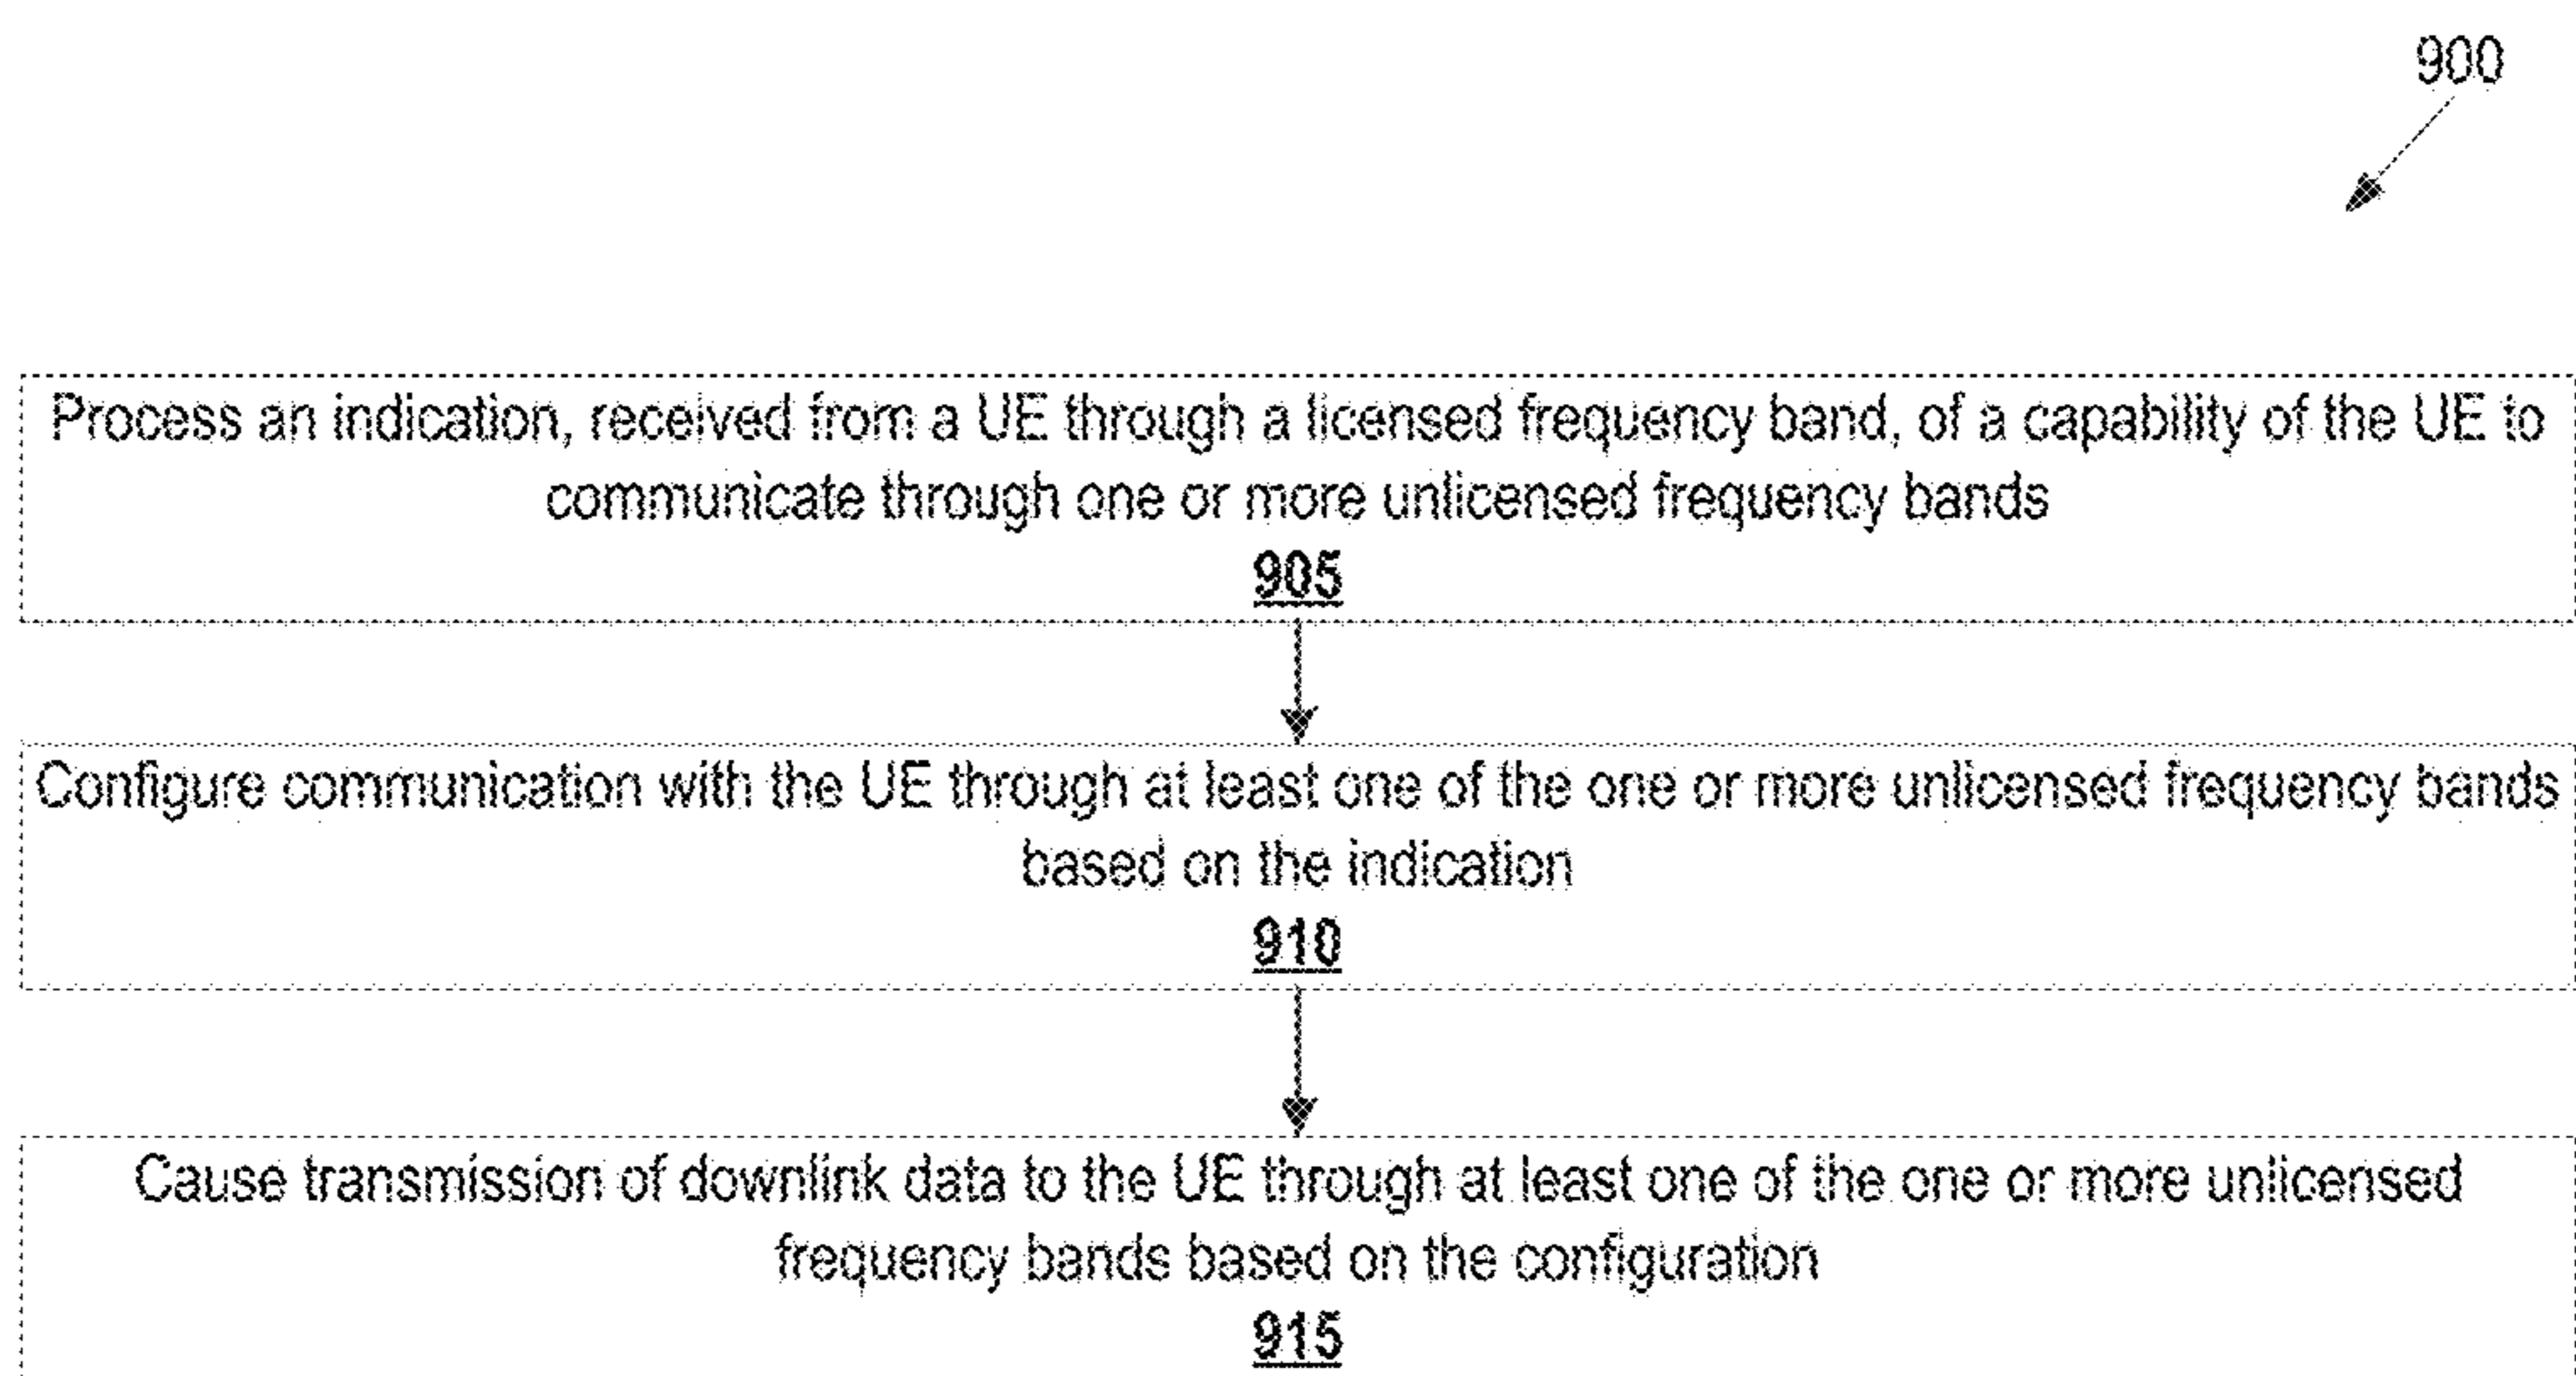 900
Process an indication, received from a UE through a licensed frequency band, of a capability of the UE to
communicate through one or more unlicensed frequency bands
905
Configure communication with the UE through at least one of the one or more unlicensed frequency bands
based on the indication
910
Cause transmission of downlink data to the UE through at least one of the one or more unlicensed
frequency bands based on the configuration
915